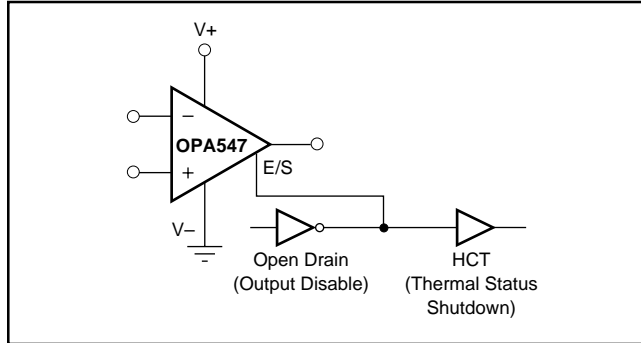 V+
−
OPA547
+
E/S
V−
Open Drain
(Output Disable)
HCT
(Thermal Status
Shutdown)